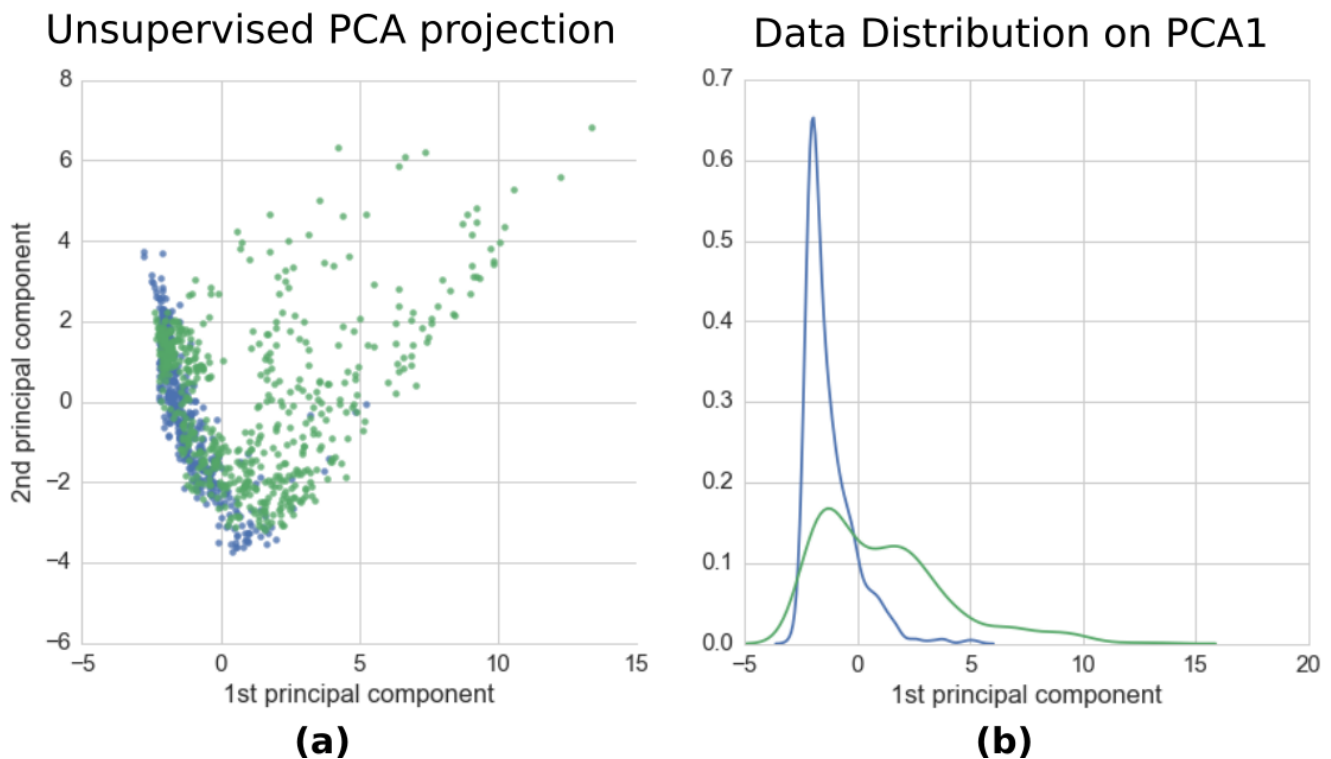 Unsupervised PCA projection
8
6
4
2
0
−2
−4
−6
−5 0 5 10 15
2nd principal component
1st principal component
(a)
Data Distribution on PCA1
0.7
0.6
0.5
0.4
0.3
0.2
0.1
0.0
−5 0 5 10 15 20
1st principal component
(b)